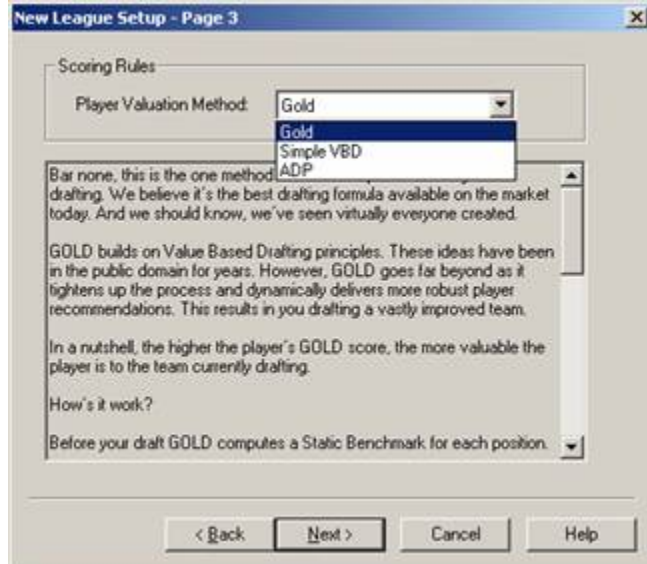 New League Setup - Page 3
Scoring Rules
Player Valuation Method:
Gold
Gold
Simple VBD
ADP
Bar none, this is the one method
drafting. We believe it's the best drafting formula available on the market
today. And we should know, we've seen virtually everyone created.
GOLD builds on Value Based Drafting principles. These ideas have been
in the public domain for years. However, GOLD goes far beyond as it
tightens up the process and dynamically delivers more robust player
recommendations. This results in you drafting a vastly improved team.
In a nutshell, the higher the player's GOLD score, the more valuable the
player is to the team currently drafting.
How's it work?
Before your draft GOLD computes a Static Benchmark for each position.
< Back
Next >
Cancel
Help